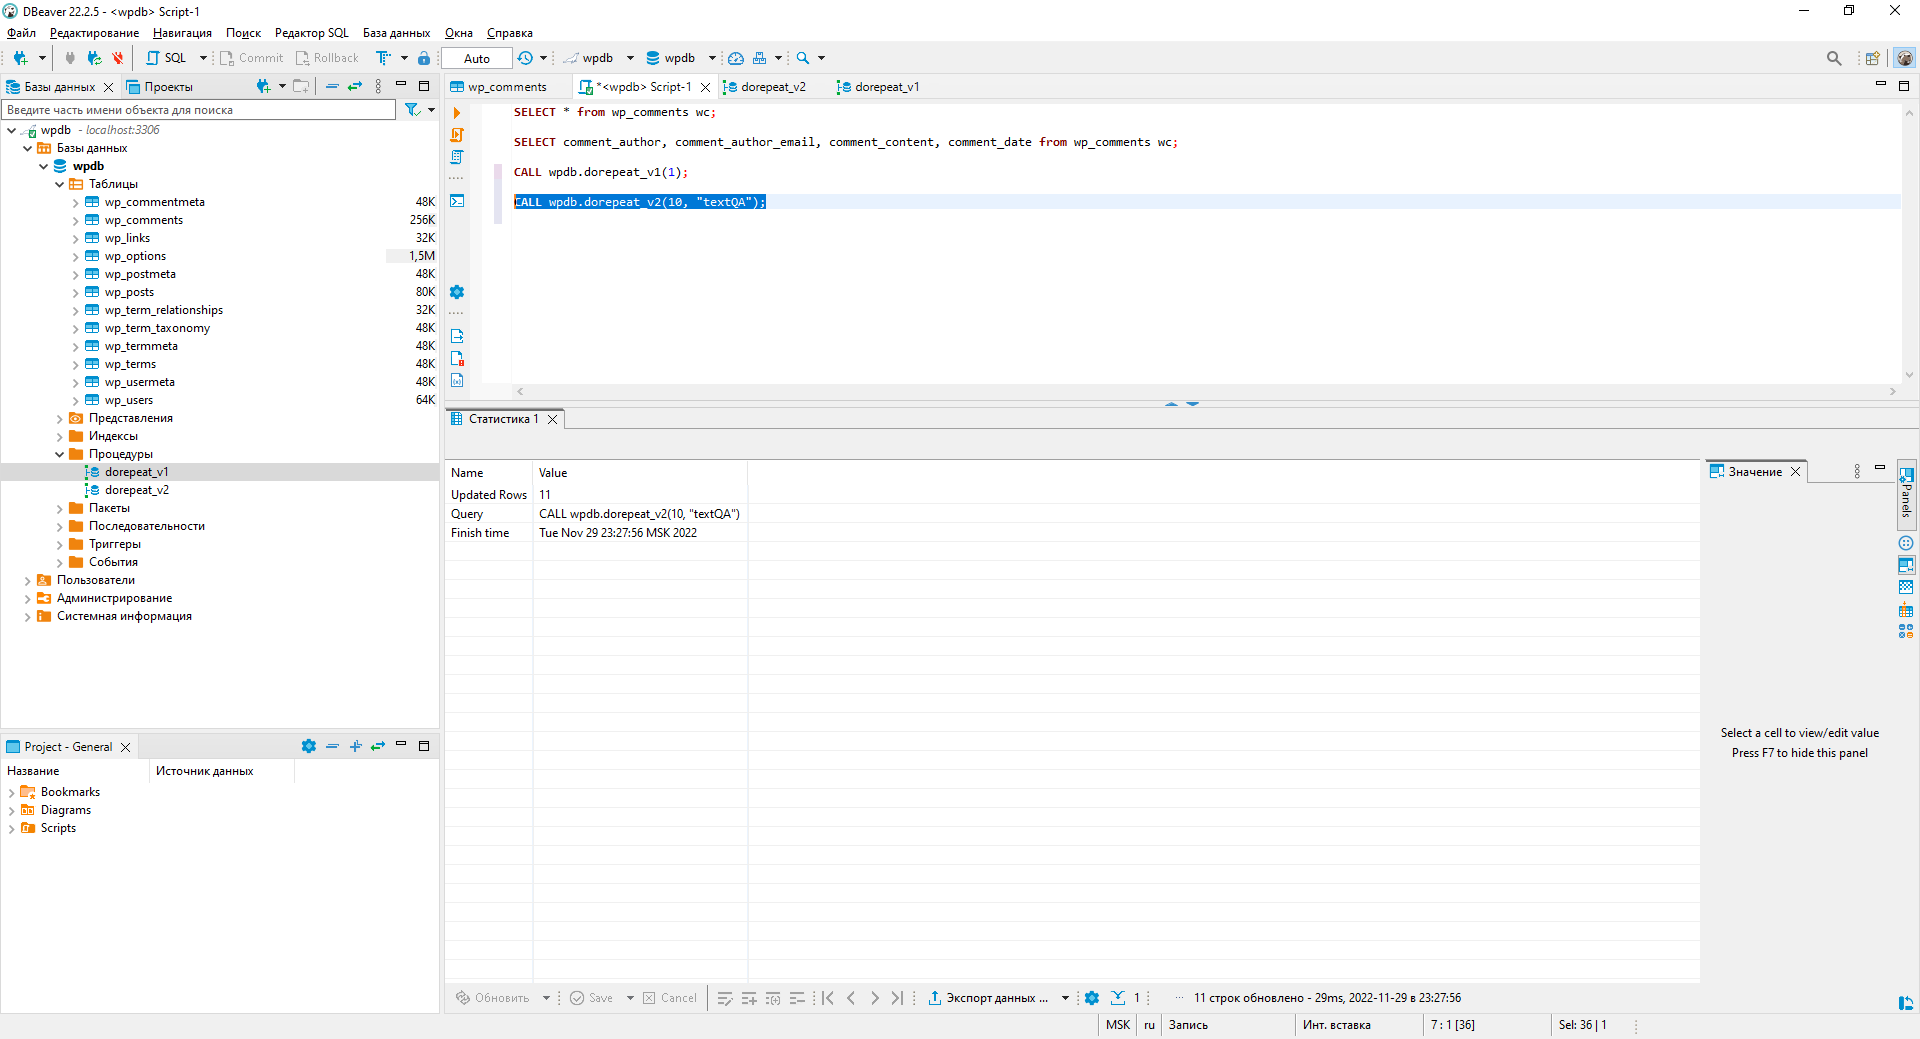 DBeaver 22.2.5 - <wpdb> Script-1
Файл Редактирование Навигация Поиск Редактор SQL База данных Окна Справка
SQL Commit Rollback Auto wpdb wpdb
Базы данных Проекты
Введите часть имени объекта для поиска
wpdb - localhost:3306
Базы данных
wpdb
Таблицы
wp_commentmeta 48K
wp_comments 256K
wp_links 32K
wp_options 1,5M
wp_postmeta 48K
wp_posts 80K
wp_term_relationships 32K
wp_term_taxonomy 48K
wp_termmeta 48K
wp_terms 48K
wp_usermeta 48K
wp_users 64K
Представления
Индексы
Процедуры
dorepeat_v1
dorepeat_v2
Пакеты
Последовательности
Триггеры
События
Пользователи
Администрирование
Системная информация
Project - General
Название Источник данных
Bookmarks
Diagrams
Scripts
wp_comments *<wpdb> Script-1 dorepeat_v2 dorepeat_v1
SELECT * from wp_comments wc;
SELECT comment_author, comment_author_email, comment_content, comment_date from wp_comments wc;
CALL wpdb.dorepeat_v1(1);
CALL wpdb.dorepeat_v2(10, "textQA");
Статистика 1
Name Value
Updated Rows 11
Query CALL wpdb.dorepeat_v2(10, "textQA")
Finish time Tue Nov 29 23:27:56 MSK 2022
Значение
Panels
Select a cell to view/edit value
Press F7 to hide this panel
Обновить Save Cancel Экспорт данных ... 1 ··· 11 строк обновлено - 29ms, 2022-11-29 в 23:27:56
MSK ru Запись Инт. вставка 7 : 1 [36] Sel: 36 | 1